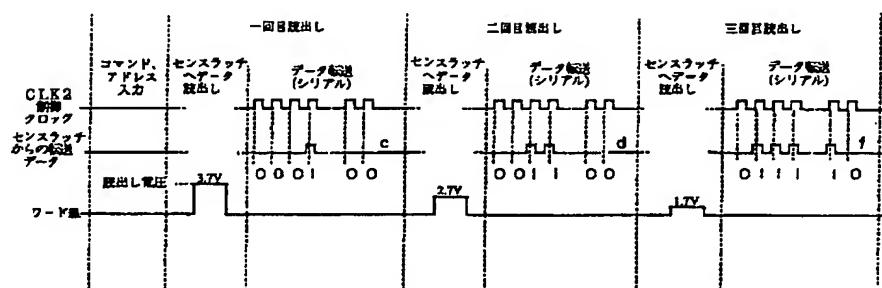 一回目読出し
二回目読出し
三回目読出し
コマンド、
アドレス
入力
センスラッチ
へデータ
読出し
データ転送
(シリアル)
センスラッチ
へデータ
読出し
データ転送
(シリアル)
センスラッチ
へデータ
読出し
データ転送
(シリアル)
CLK2
制御
クロック
センスラッチ
からの転送
データ
c
d
f
0 0 0 1 0 0
0 0 1 1 0 0
0 1 1 1 1 0
読出し電圧
3.7V
2.7V
1.7V
ワード線